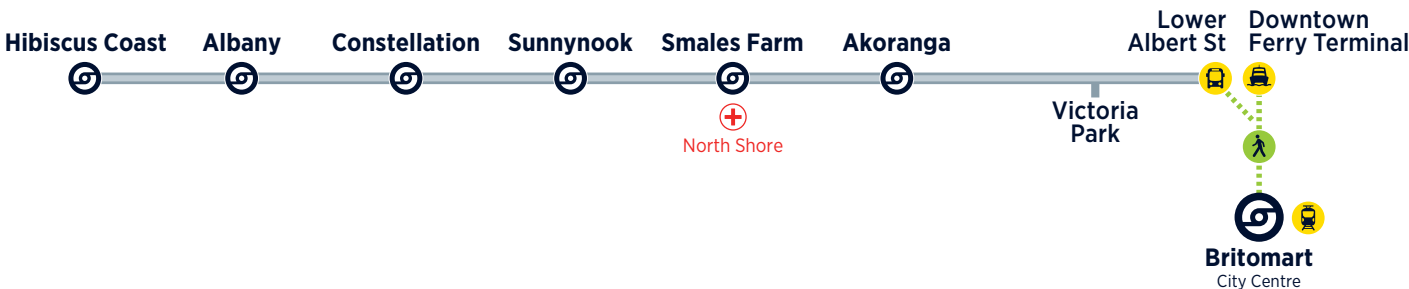 Hibiscus Coast
Albany
Constellation
Sunnynook
Smales Farm
Akoranga
Lower
Albert St
Downtown
Ferry Terminal
North Shore
Victoria
Park
Britomart
City Centre